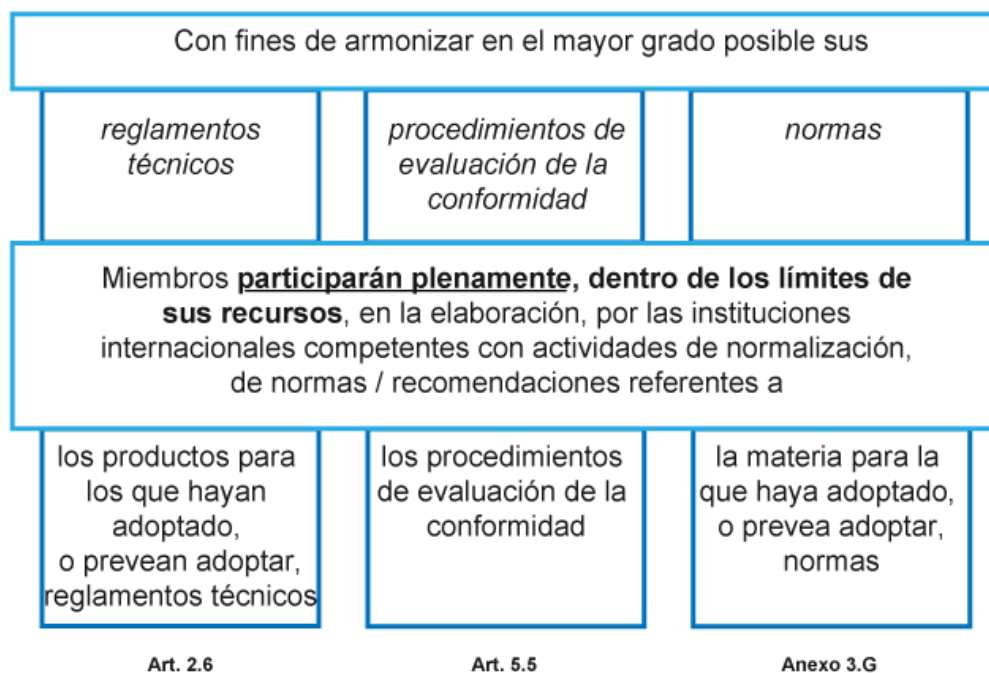 Con fines de armonizar en el mayor grado posible sus
reglamentos
técnicos
procedimientos de
evaluación de la
conformidad
normas
Miembros participarán plenamente, dentro de los límites de
sus recursos, en la elaboración, por las instituciones
internacionales competentes con actividades de normalización,
de normas / recomendaciones referentes a
los productos para
los que hayan
adoptado,
o prevean adoptar,
reglamentos técnicos
los procedimientos
de evaluación de la
conformidad
la materia para la
que haya adoptado,
o prevea adoptar,
normas
Art. 2.6
Art. 5.5
Anexo 3.G